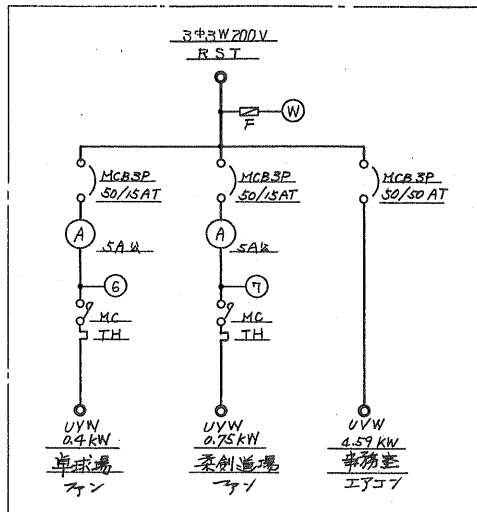 3Φ3W 200V
RST
F
W
MCB3P
50/15AT
A
5A
6
MC
TH
UVW
0.4kW
卓球場
ファン
MCB3P
50/15AT
A
5A
7
MC
TH
UVW
0.75kW
柔剣道場
ファン
MCB3P
50/50AT
UVW
4.59kW
事務室
エアコン